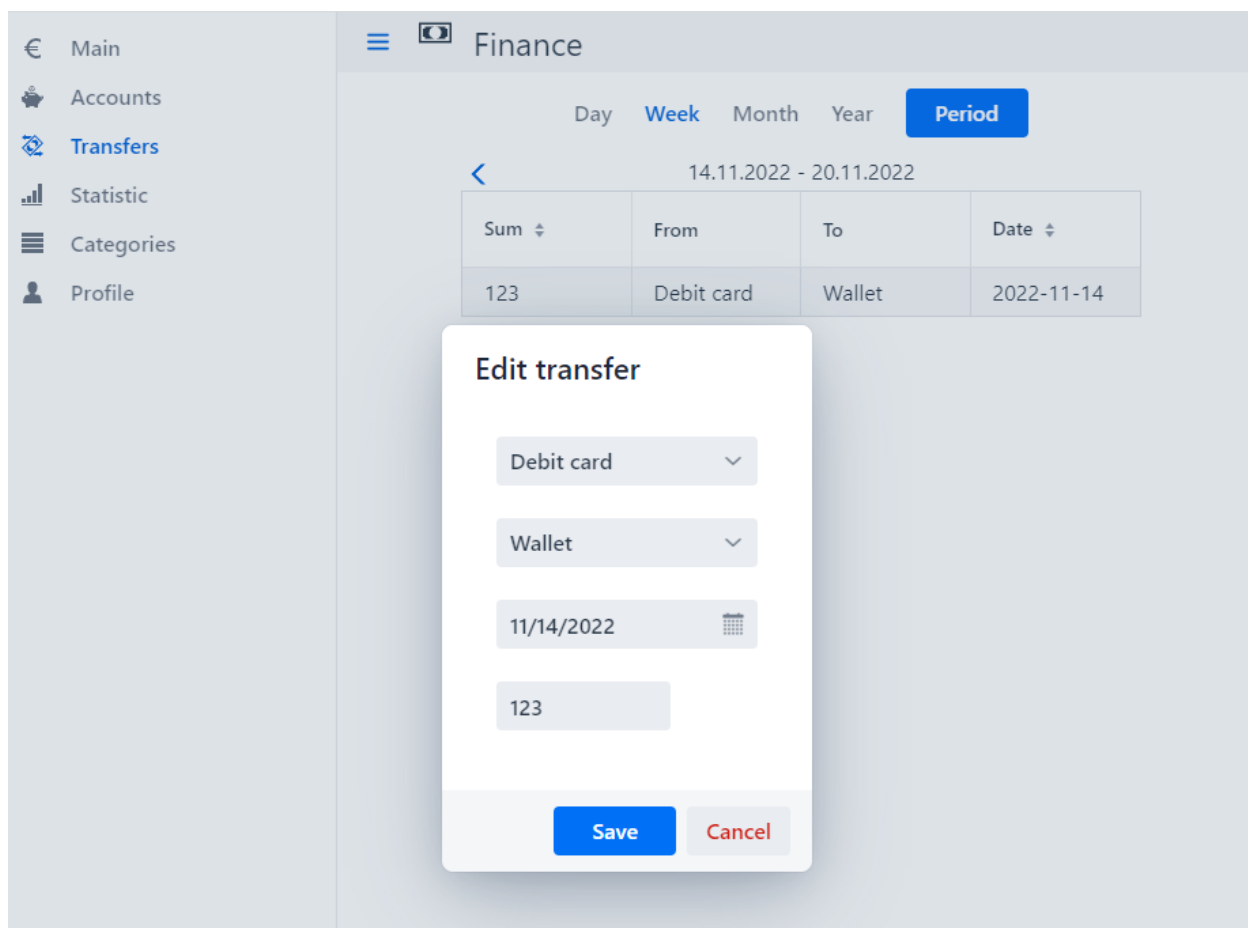 € Main
Accounts
Transfers
Statistic
Categories
Profile
Finance
Day Week Month Year Period
14.11.2022 - 20.11.2022
Sum From To Date
123 Debit card Wallet 2022-11-14
Edit transfer
Debit card
Wallet
11/14/2022
123
Save Cancel